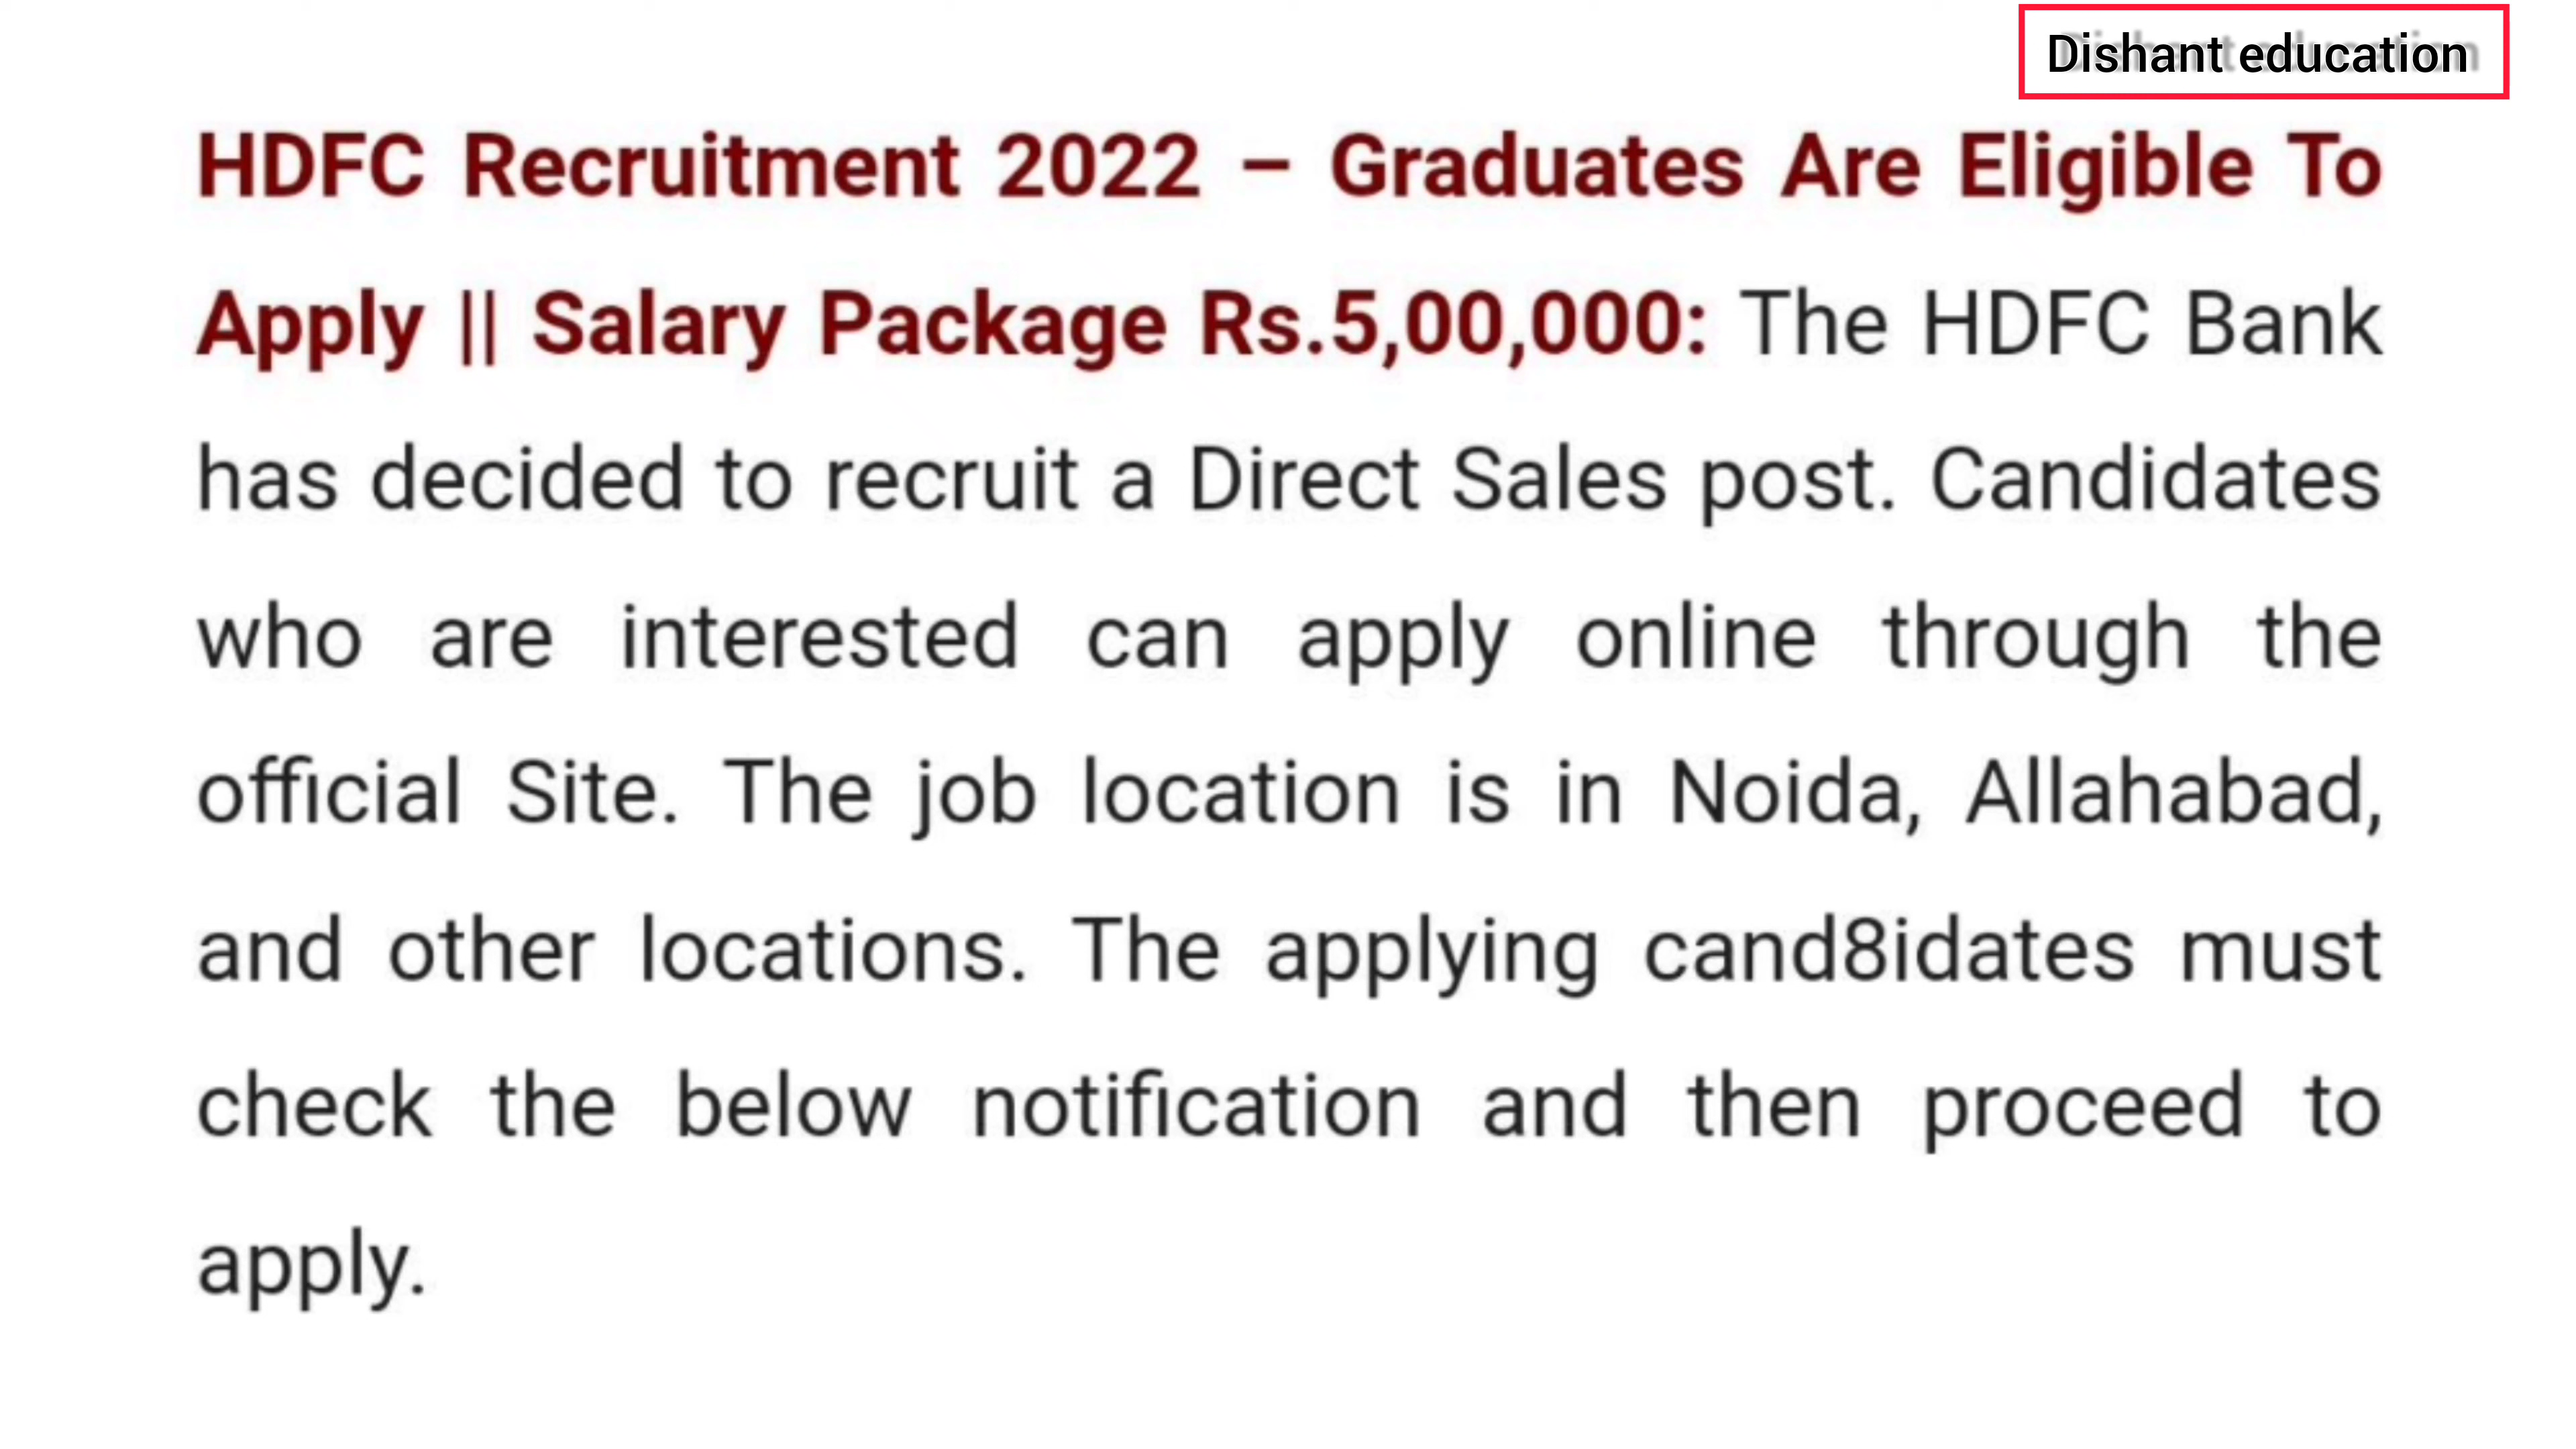 Dishant education
HDFC Recruitment 2022 – Graduates Are Eligible To
Apply || Salary Package Rs.5,00,000: The HDFC Bank
has decided to recruit a Direct Sales post. Candidates
who are interested can apply online through the
official Site. The job location is in Noida, Allahabad,
and other locations. The applying cand8idates must
check the below notification and then proceed to
apply.